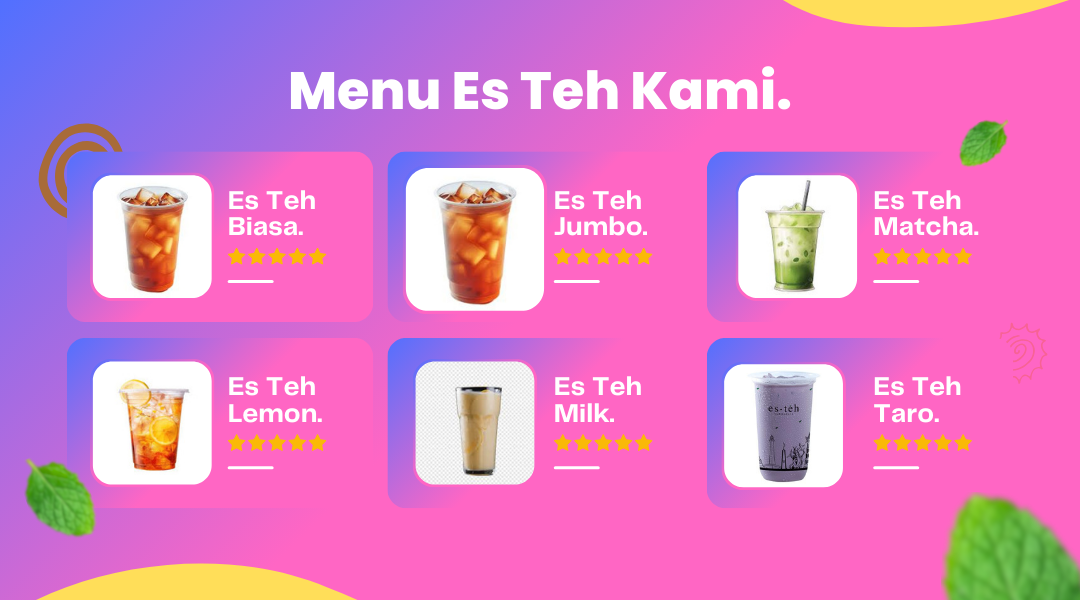 Menu Es Teh Kami.
Es Teh
Biasa.
Es Teh
Jumbo.
Es Teh
Matcha.
Es Teh
Lemon.
Es Teh
Milk.
Es Teh
Taro.
es·teh